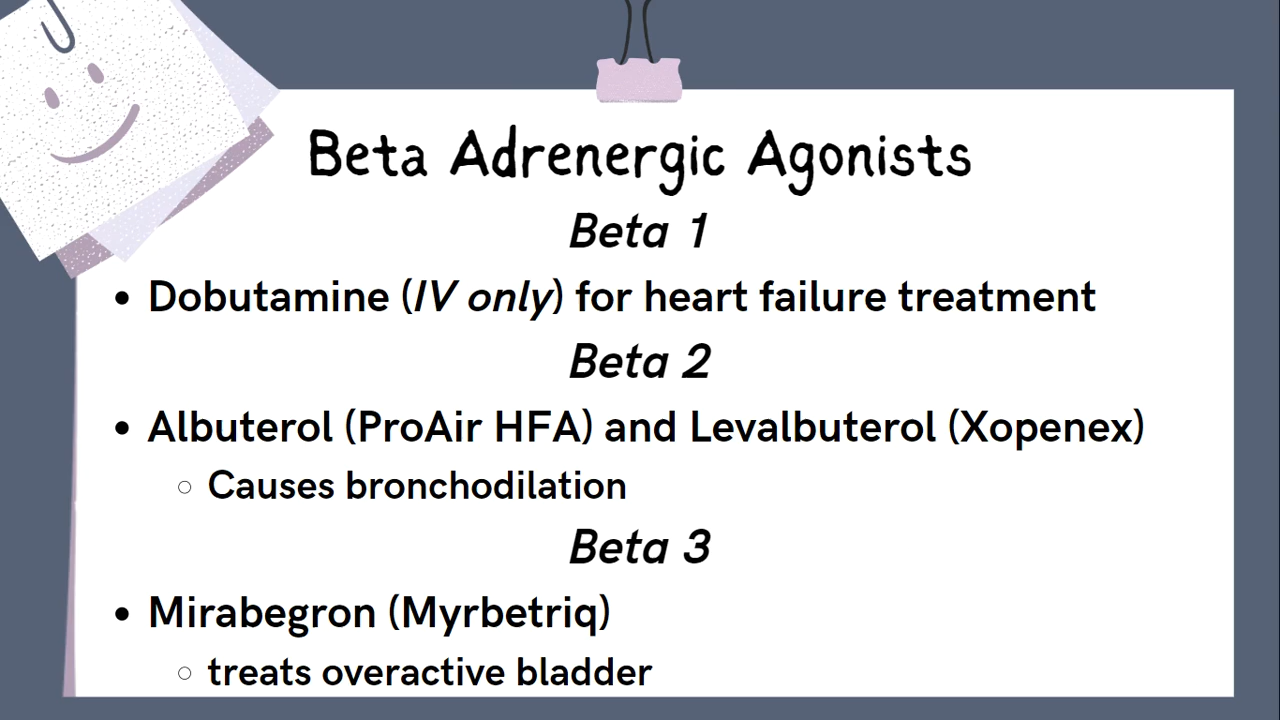 Beta Adrenergic Agonists
Beta 1
• Dobutamine (IV only) for heart failure treatment
Beta 2
• Albuterol (ProAir HFA) and Levalbuterol (Xopenex)
○ Causes bronchodilation
Beta 3
• Mirabegron (Myrbetriq)
○ treats overactive bladder